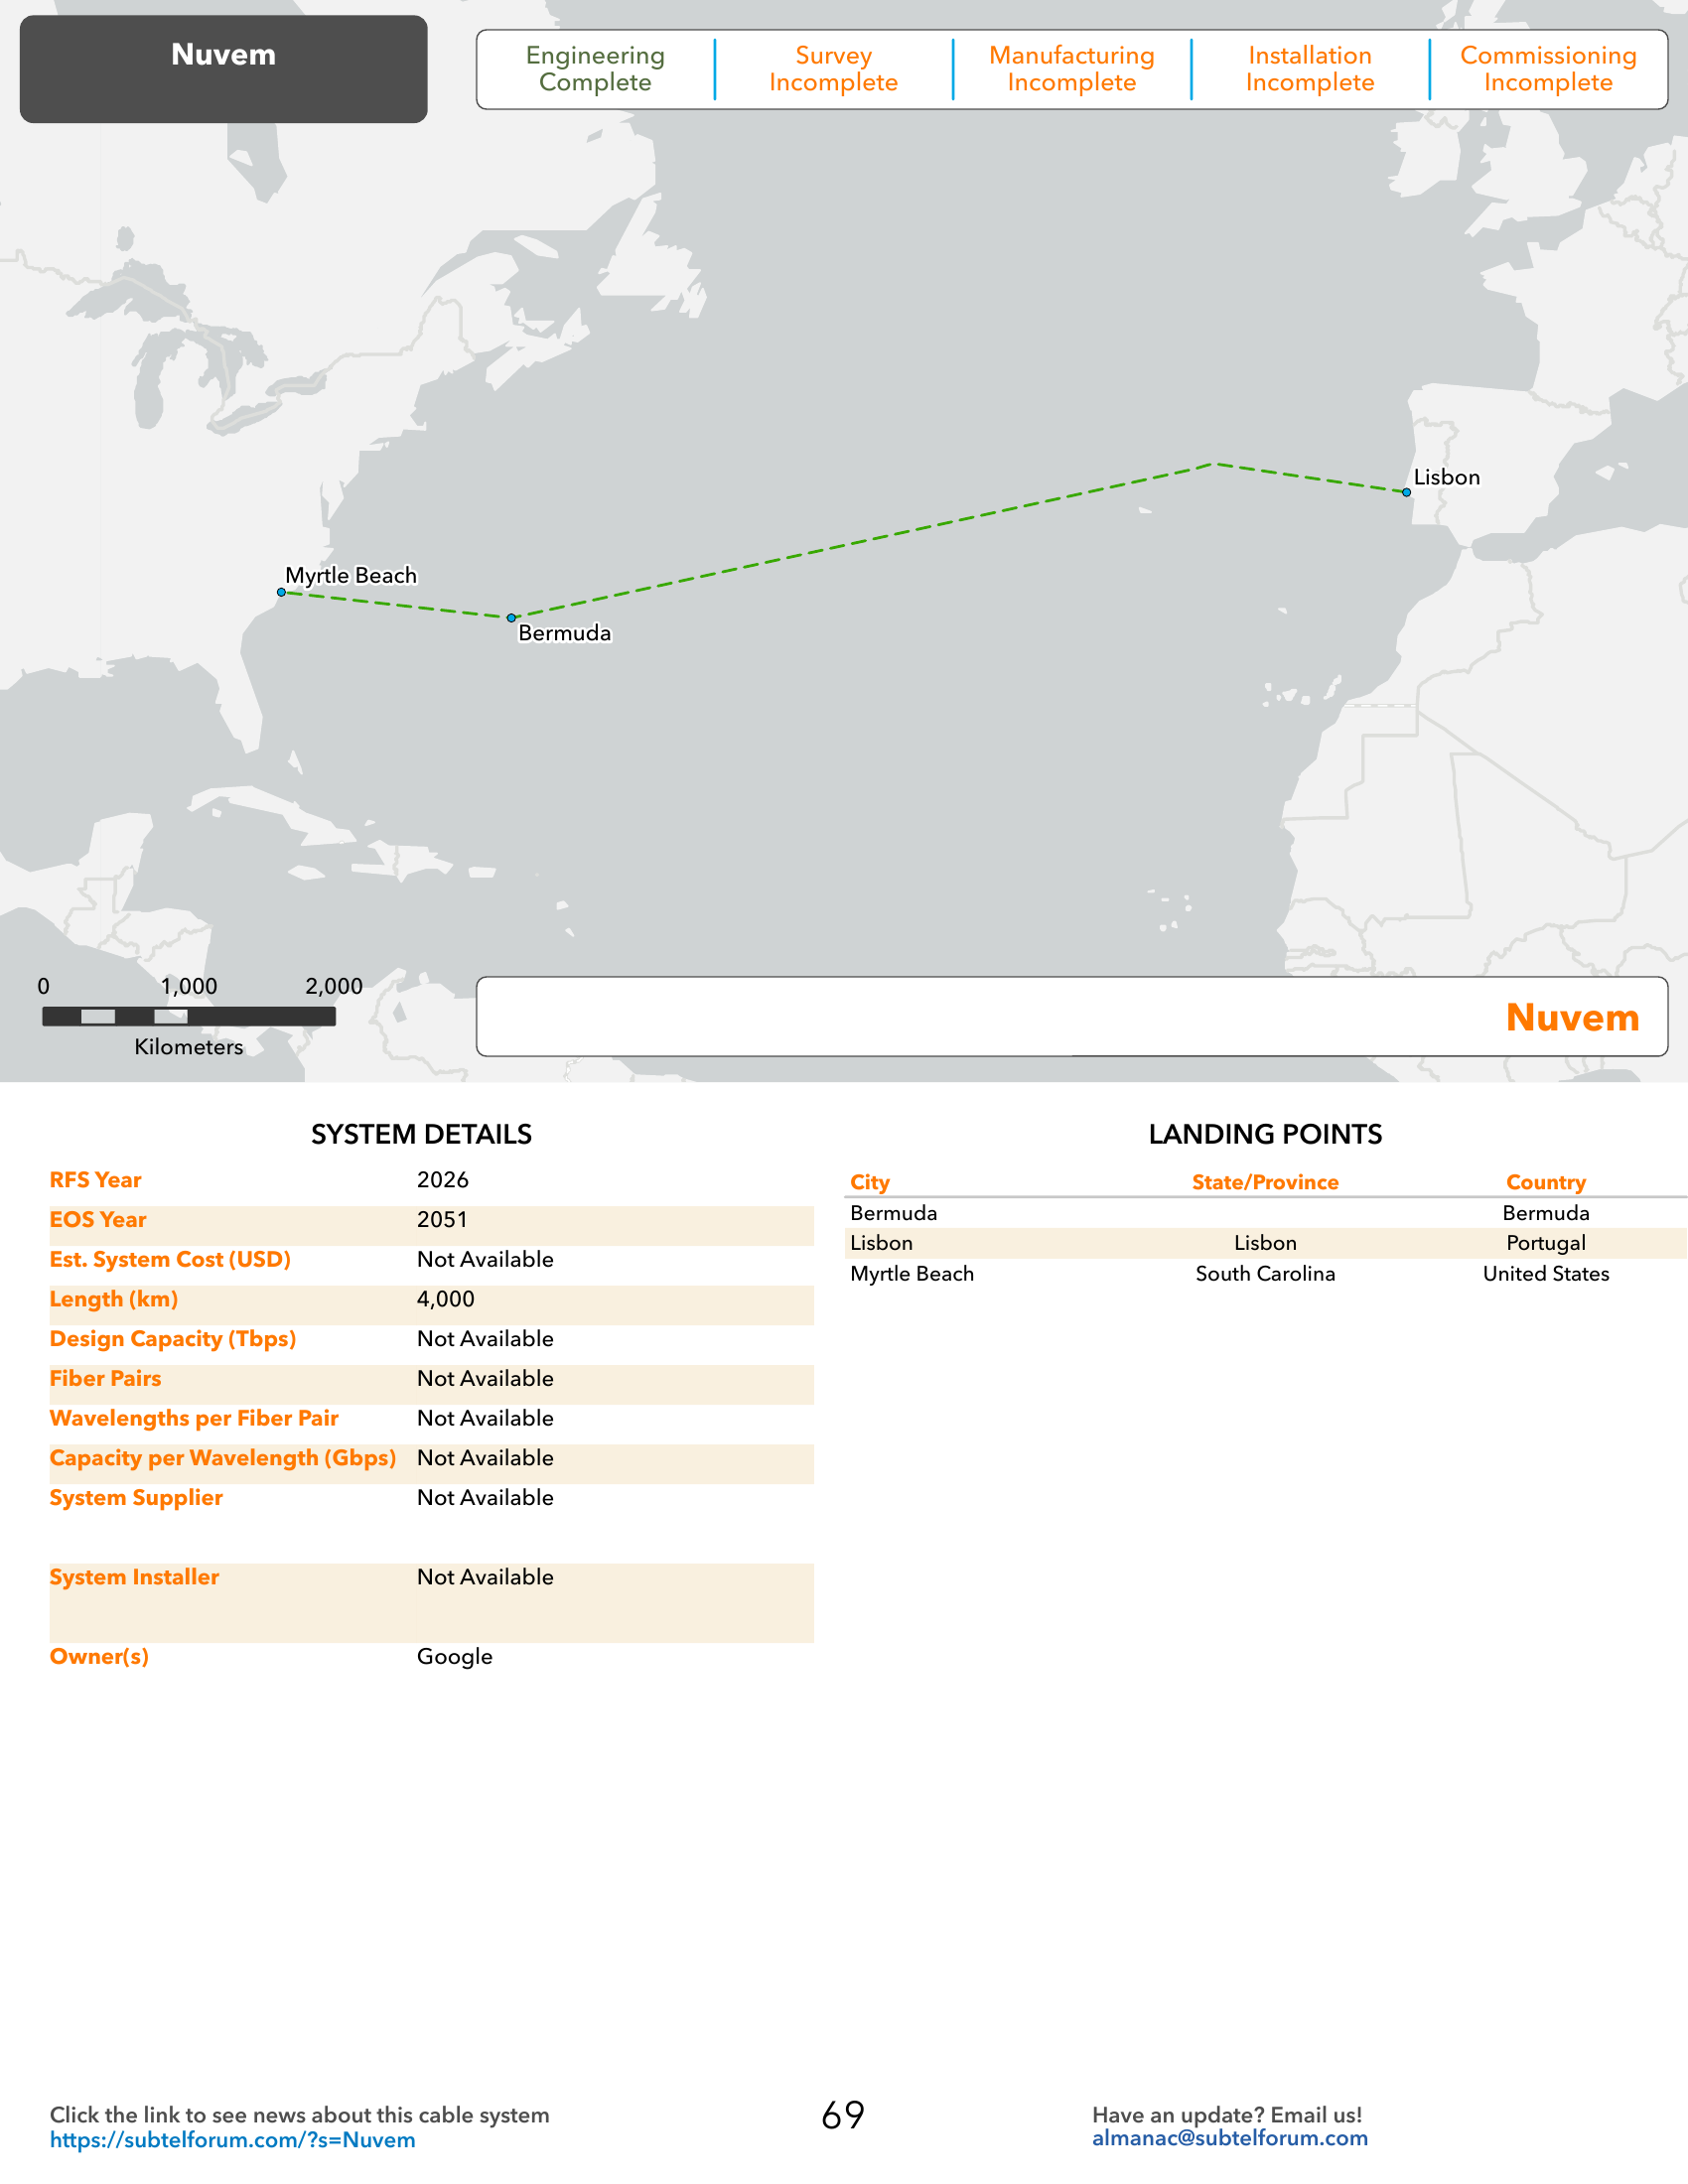 Nuvem
Engineering
Complete
Survey
Incomplete
Manufacturing
Incomplete
Installation
Incomplete
Commissioning
Incomplete
Lisbon
Myrtle Beach
Bermuda
0 1,000 2,000
Kilometers
Nuvem
SYSTEM DETAILS
RFS Year 2026
EOS Year 2051
Est. System Cost (USD) Not Available
Length (km) 4,000
Design Capacity (Tbps) Not Available
Fiber Pairs Not Available
Wavelengths per Fiber Pair Not Available
Capacity per Wavelength (Gbps) Not Available
System Supplier Not Available
System Installer Not Available
Owner(s) Google
LANDING POINTS
City State/Province Country
Bermuda Bermuda
Lisbon Lisbon Portugal
Myrtle Beach South Carolina United States
Click the link to see news about this cable system
https://subtelforum.com/?s=Nuvem
69
Have an update? Email us!
almanac@subtelforum.com